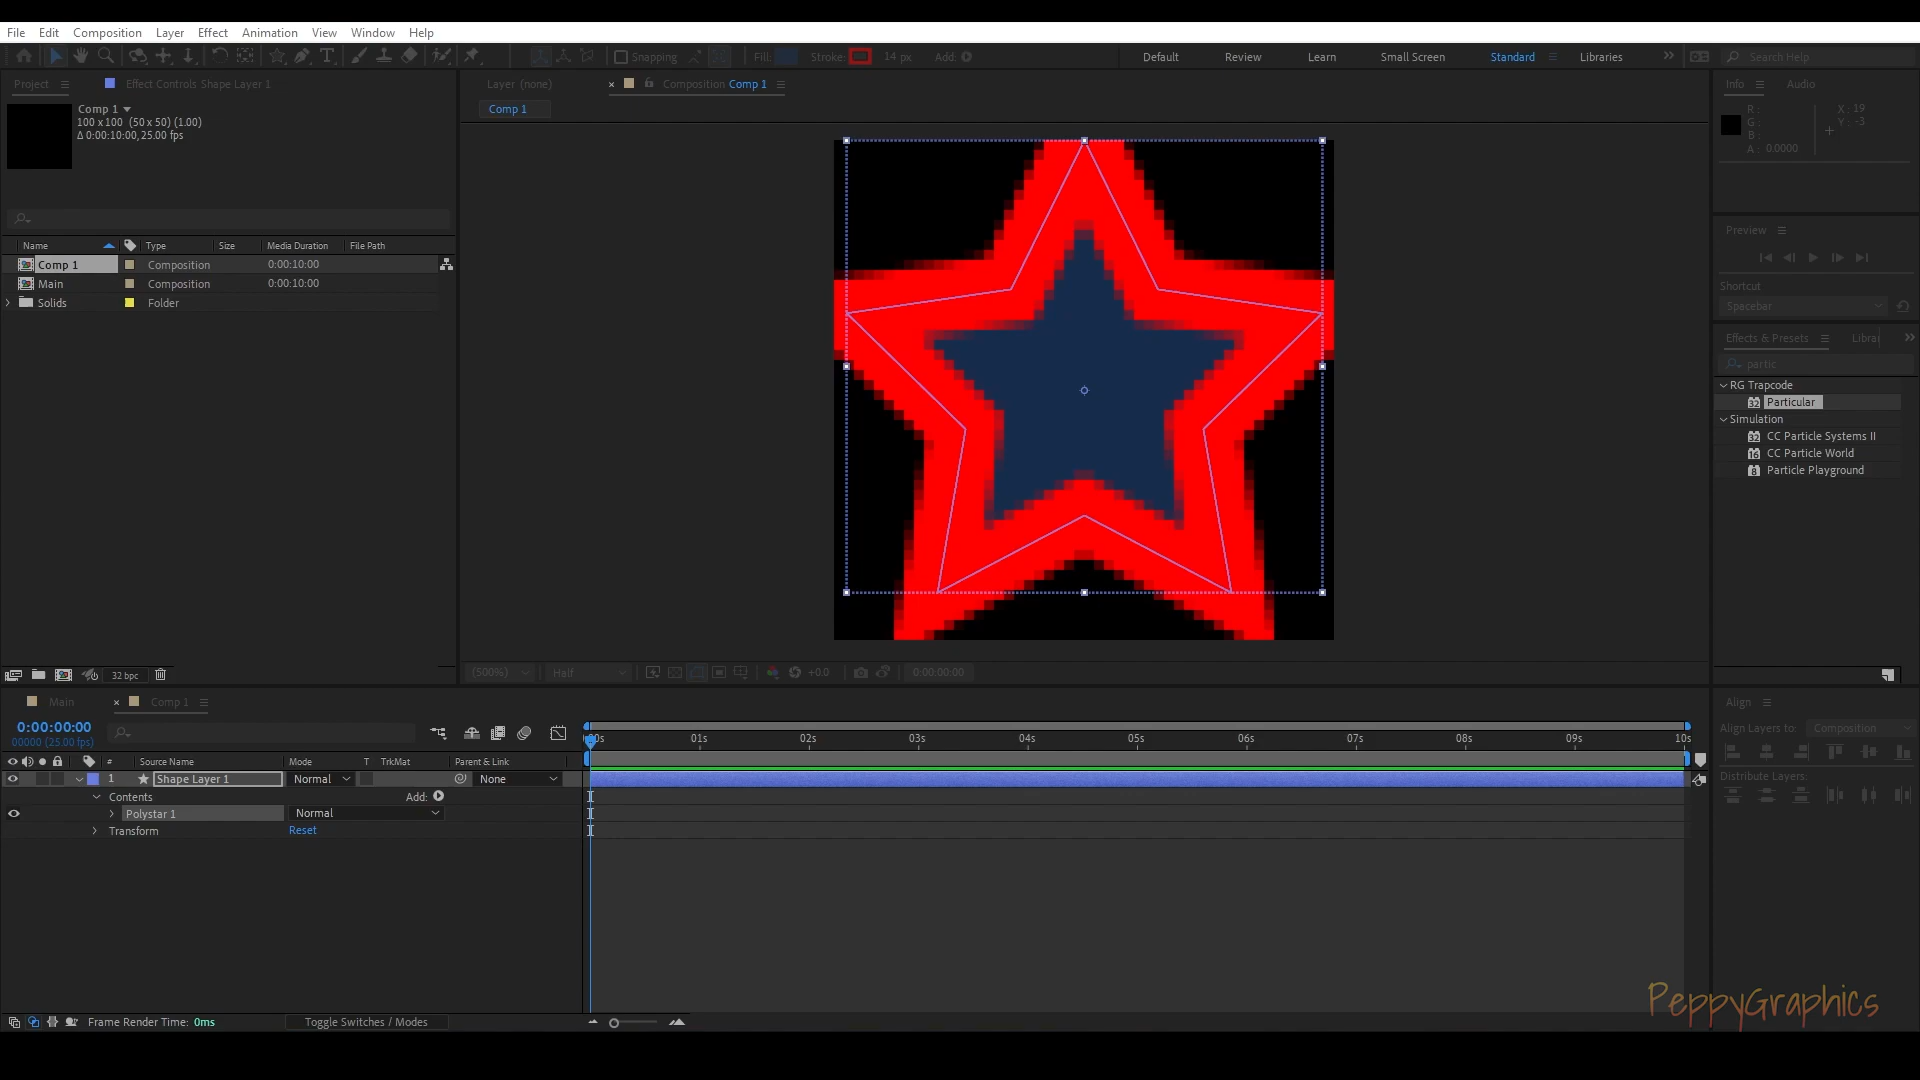 File Edit Composition Layer Effect Animation View Window Help
Snapping Fill: Stroke: 14 px Add: Default Review Learn Small Screen Standard Libraries Search Help
Project Effect Controls Shape Layer 1 Layer (none) Composition Comp 1 Info Audio
Comp 1
100 x 100 (50 x 50) (1.00)
Δ 0:00:10:00, 25.00 fps
Comp 1
R: X: 19
G: Y: -3
B:
A: 0.0000
Preview
Shortcut
Spacebar
Name Type Size Media Duration File Path
Comp 1 Composition 0:00:10:00
Main Composition 0:00:10:00
Solids Folder
Effects & Presets Librar
partic
RG Trapcode
32 Particular
Simulation
32 CC Particle Systems II
16 CC Particle World
8 Particle Playground
32 bpc
(500%) Half +0.0 0:00:00:00
Main Comp 1
0:00:00:00
00000 (25.00 fps)
00s 01s 02s 03s 04s 05s 06s 07s 08s 09s 10s
# Source Name Mode T TrkMat Parent & Link
1 Shape Layer 1 Normal None
Contents Add:
Polystar 1 Normal
Transform Reset
Align
Align Layers to: Composition
Distribute Layers:
Frame Render Time: 0ms Toggle Switches / Modes
PeppyGraphics